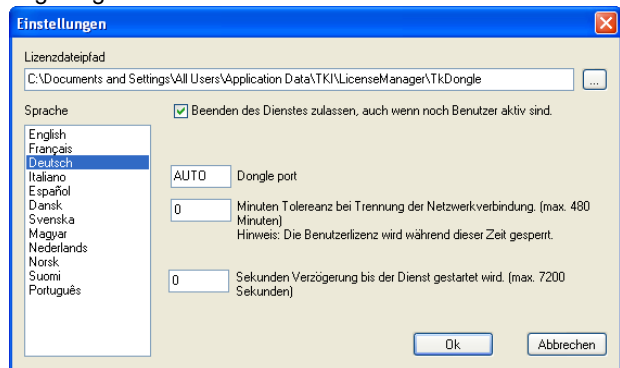 Einstellungen
Lizenzdateipfad
C:\Documents and Settings\All Users\Application Data\TKI\LicenseManager\TkDongle
...
Sprache
Beenden des Dienstes zulassen, auch wenn noch Benutzer aktiv sind.
English
Français
Deutsch
Italiano
Español
Dansk
Svenska
Magyar
Nederlands
Norsk
Suomi
Português
AUTO
Dongle port
0
Minuten Tolereanz bei Trennung der Netzwerkverbindung. (max. 480
Minuten)
Hinweis: Die Benutzerlizenz wird während dieser Zeit gesperrt.
0
Sekunden Verzögerung bis der Dienst gestartet wird. (max. 7200
Sekunden)
Ok
Abbrechen